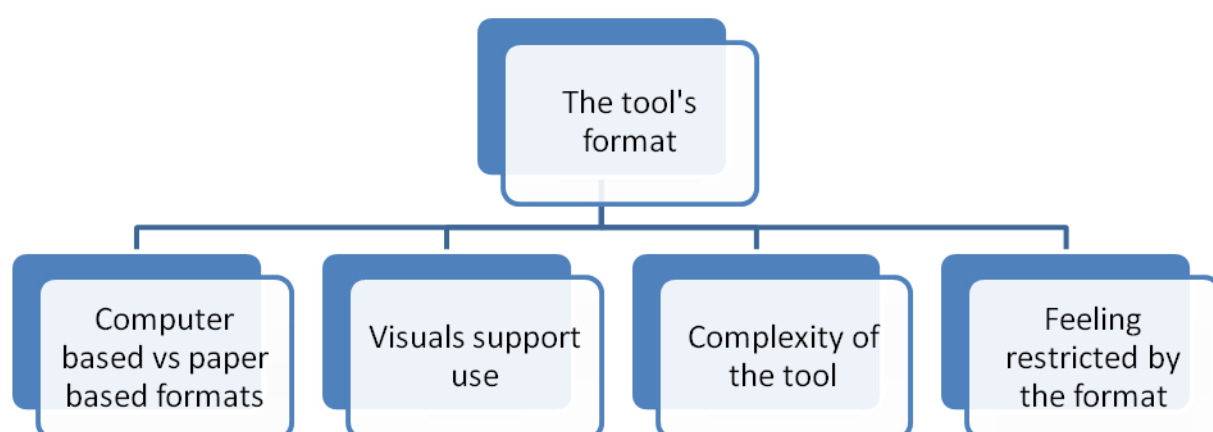 The tool's
format
Computer
based vs paper
based formats
Visuals support
use
Complexity of
the tool
Feeling
restricted by
the format